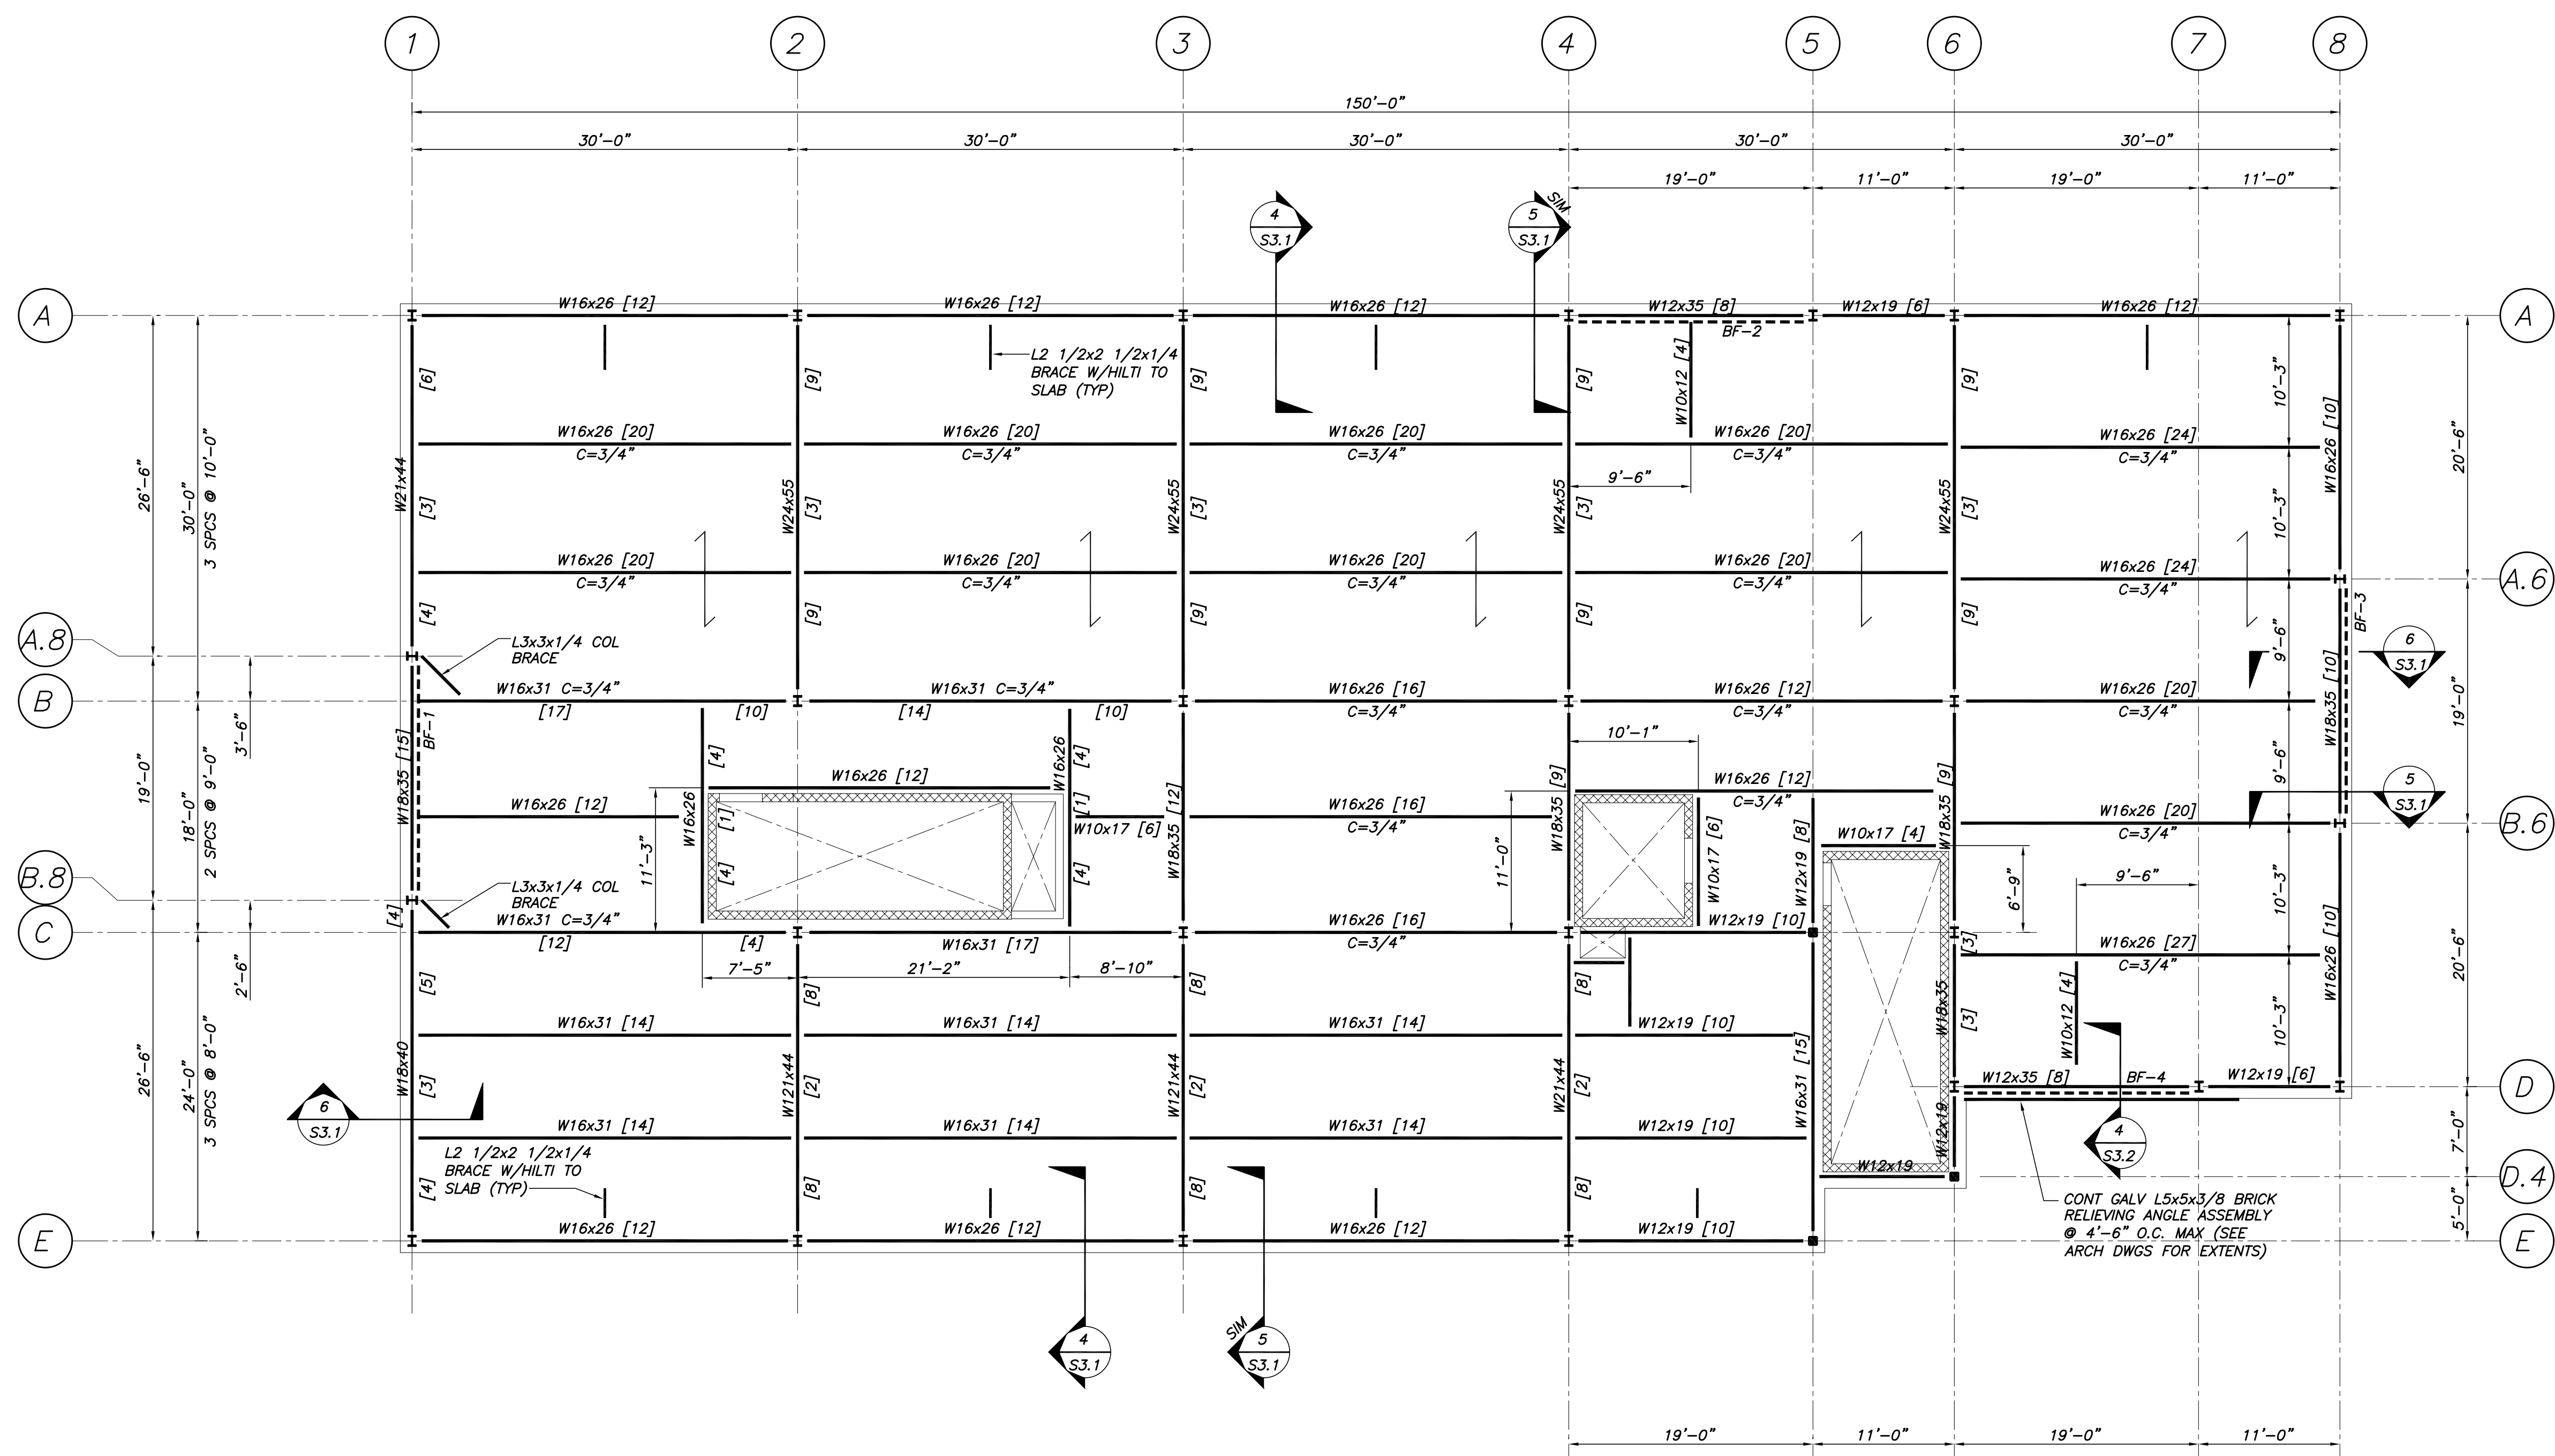 1 2 3 4 5 6 7 8
150'-0"
30'-0" 30'-0" 30'-0" 30'-0" 30'-0"
19'-0" 11'-0" 19'-0" 11'-0"
4
S3.1
5
S3.1
SIM
A
W16x26 [12] W16x26 [12] W16x26 [12] W12x35 [8] W12x19 [6] W16x26 [12]
A
BF-2
L2 1/2x2 1/2x1/4
BRACE W/HILTI TO
SLAB (TYP)
[6] [9] [9] [9] [9]
W10x12 [4]
10'-3"
W16x26 [10]
W16x26 [20] W16x26 [20] W16x26 [20] W16x26 [20] W16x26 [24]
C=3/4" C=3/4" C=3/4" C=3/4" C=3/4"
9'-6"
26'-6"
30'-0"
3 SPCS @ 10'-0"
W21x44 W24x55 W24x55 W24x55 W24x55
[3] [3] [3] [3] [3]
10'-3"
20'-6"
W16x26 [20] W16x26 [20] W16x26 [20] W16x26 [20] W16x26 [24]
C=3/4" C=3/4" C=3/4" C=3/4" C=3/4"
A.6
[4] [9] [9] [9] [9]
BF-3
9'-6"
A.8
L3x3x1/4 COL
BRACE
6
S3.1
B
W16x31 C=3/4" W16x31 C=3/4" W16x26 [16] W16x26 [12] W16x26 [20]
[17] [10] [14] [10] C=3/4" C=3/4" C=3/4"
W18x35 [10]
19'-0"
3'-6"
BF-1
W18x35 [15]
[4] W16x26 [4]
10'-1"
9'-6"
19'-0"
18'-0"
2 SPCS @ 9'-0"
W16x26 [12]
W16x26 [12]
C=3/4"
5
S3.1
W16x26 [12]
W16x26
[1]
[4]
11'-3"
[1]
W10x17 [6]
[4]
W18x35 [12]
W16x26 [16]
C=3/4"
W18x35 [9]
11'-0"
W10x17 [6]
W12x19 [8]
W10x17 [4]
W18x35 [9]
W16x26 [20]
C=3/4"
B.6
B.8
L3x3x1/4 COL
BRACE
6'-9"
9'-6"
10'-3"
[4]
C
W16x31 C=3/4" W16x31 [17] W16x26 [16] W12x19 [10]
[12] [4] C=3/4"
7'-5" 21'-2" 8'-10"
2'-6"
[3]
W16x26 [27]
C=3/4"
W16x26 [10]
20'-6"
[5] [8] [8] [8]
W16x31 [14] W16x31 [14] W16x31 [14] W12x19 [10]
W18x35
[3]
W10x12 [4]
10'-3"
26'-6"
24'-0"
3 SPCS @ 8'-0"
W18x40 W121x44 W121x44 W21x44 W16x31 [15]
[3] [2] [2] [2]
W12x35 [8] BF-4 W12x19 [6]
D
6
S3.1
W16x31 [14] W16x31 [14] W16x31 [14] W12x19 [10]
W12x19
4
S3.2
7'-0"
L2 1/2x2 1/2x1/4
BRACE W/HILTI TO
SLAB (TYP)
W12x19
D.4
[4] [8] [8] [8]
CONT GALV L5x5x3/8 BRICK
RELIEVING ANGLE ASSEMBLY
@ 4'-6" O.C. MAX (SEE
ARCH DWGS FOR EXTENTS)
5'-0"
E
W16x26 [12] W16x26 [12] W16x26 [12] W12x19 [10]
E
4
S3.1
SIM
5
S3.1
19'-0" 11'-0" 19'-0" 11'-0"